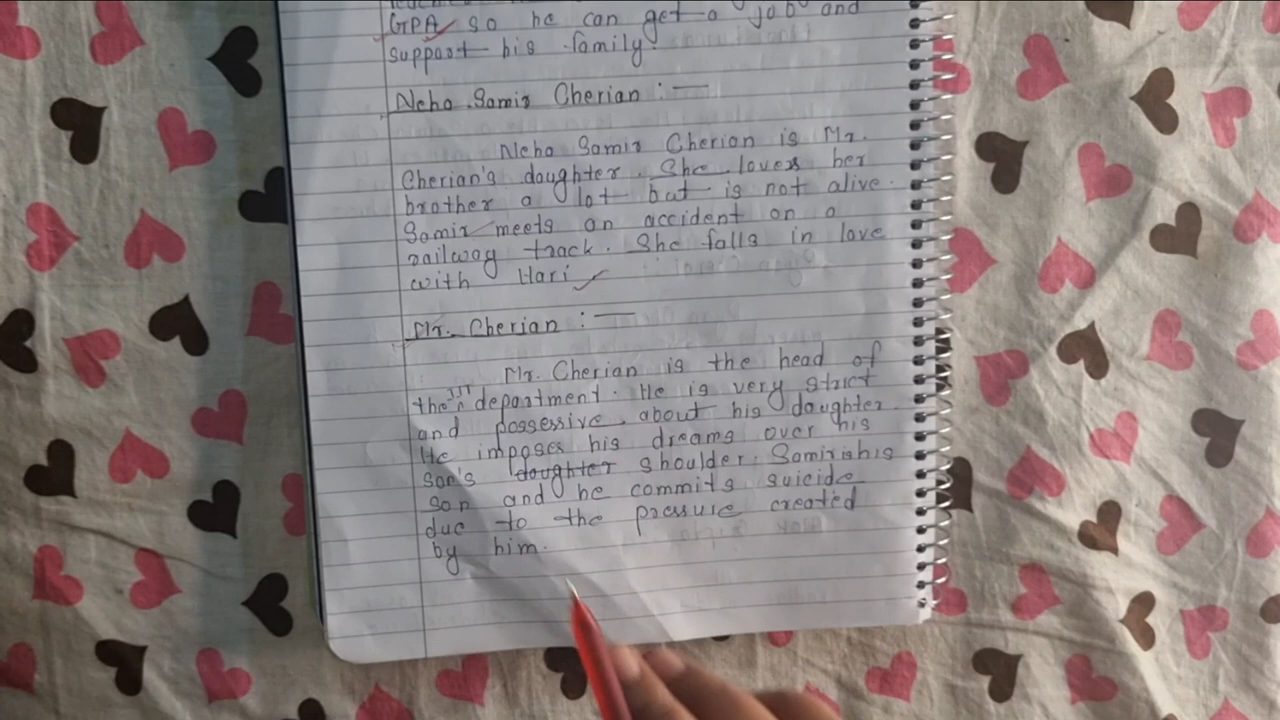 GPA so he can get a job and
support his family.
Neha Samir Cherian :—
Neha Samir Cherian is Mr.
Cherian's daughter. She loves her
brother a lot but is not alive.
Samir meets an accident on a
railway track. She falls in love
with Hari
Mr. Cherian :—
Mr. Cherian is the head of
the IIT department. He is very strict
and possessive about his daughter.
He imposes his dreams over his
son's daughter shoulder. Samir is his
son and he commits suicide
due to the pressure created
by him.